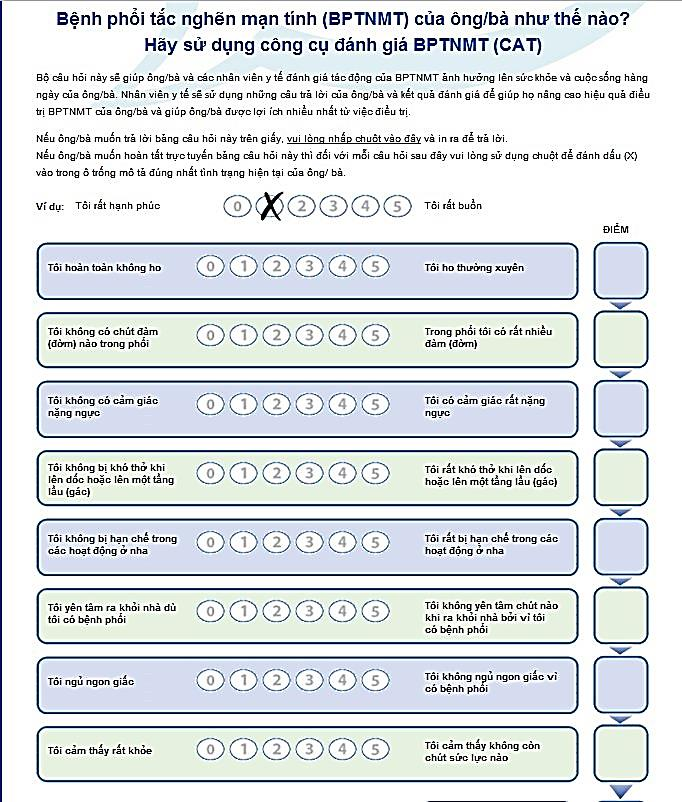 Bệnh phổi tắc nghẽn mạn tính (BPTNMT) của ông/bà như thế nào?
Hãy sử dụng công cụ đánh giá BPTNMT (CAT)
Bộ câu hỏi này sẽ giúp ông/bà và các nhân viên y tế đánh giá tác động của BPTNMT ảnh hưởng lên sức khỏe và cuộc sống hàng
ngày của ông/bà. Nhân viên y tế sẽ sử dụng những câu trả lời của ông/bà và kết quả đánh giá để giúp họ nâng cao hiệu quả điều
trị BPTNMT của ông/bà và giúp ông/bà được lợi ích nhiều nhất từ việc điều trị.
Nếu ông/bà muốn trả lời bảng câu hỏi này trên giấy, vui lòng nhấp chuột vào đây và in ra để trả lời.
Nếu ông/bà muốn hoàn tất trực tuyến bảng câu hỏi này thì đối với mỗi câu hỏi sau đây vui lòng sử dụng chuột để đánh dấu (X)
vào trong ô trống mô tả đúng nhất tình trạng hiện tại của ông/ bà.
Ví dụ: Tôi rất hạnh phúc 0 X 2 3 4 5 Tôi rất buồn
ĐIỂM
Tôi hoàn toàn không ho 0 1 2 3 4 5 Tôi ho thường xuyên
Tôi không có chút đàm
(đờm) nào trong phổi
0 1 2 3 4 5
Trong phổi tôi có rất nhiều
đàm (đờm)
Tôi không có cảm giác
nặng ngực
0 1 2 3 4 5
Tôi có cảm giác rất nặng
ngực
Tôi không bị khó thở khi
lên dốc hoặc lên một tầng
lầu (gác)
0 1 2 3 4 5
Tôi rất khó thở khi lên dốc
hoặc lên một tầng lầu (gác)
Tôi không bị hạn chế trong
các hoạt động ở nha
0 1 2 3 4 5
Tôi rất bị hạn chế trong các
hoạt động ở nha
Tôi yên tâm ra khỏi nhà dù
tôi có bệnh phổi
0 1 2 3 4 5
Tôi không yên tâm chút nào
khi ra khỏi nhà bởi vì tôi
có bệnh phổi
Tôi ngủ ngon giấc
0 1 2 3 4 5
Tôi không ngủ ngon giấc vì
có bệnh phổi
Tôi cảm thấy rất khỏe
0 1 2 3 4 5
Tôi cảm thấy không còn
chút sức lực nào